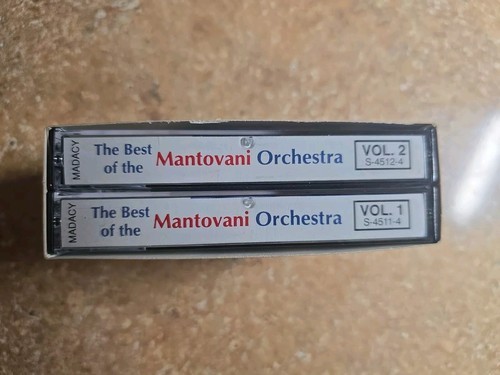 MADACY
The Best
of the
Mantovani Orchestra
VOL. 2
S-4512-4
MADACY
The Best
of the
Mantovani Orchestra
VOL. 1
S-4511-4